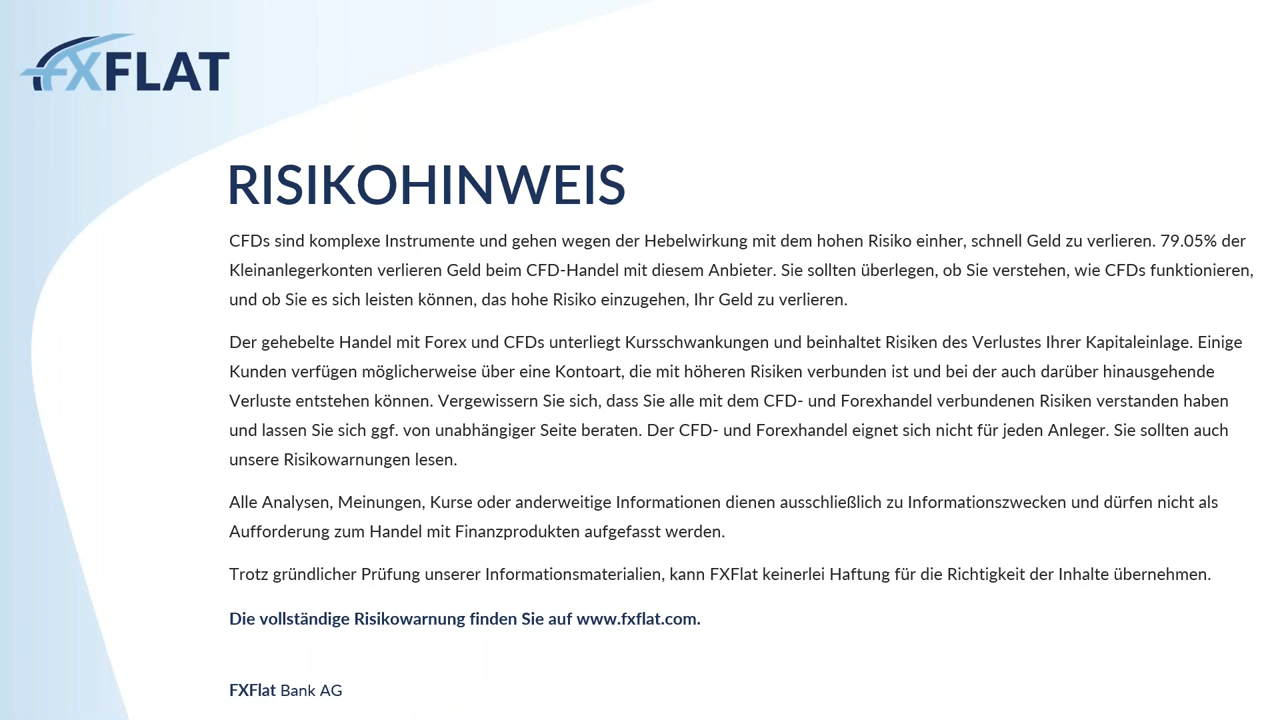 FXFLAT
RISIKOHINWEIS
CFDs sind komplexe Instrumente und gehen wegen der Hebelwirkung mit dem hohen Risiko einher, schnell Geld zu verlieren. 79.05% der
Kleinanlegerkonten verlieren Geld beim CFD-Handel mit diesem Anbieter. Sie sollten überlegen, ob Sie verstehen, wie CFDs funktionieren,
und ob Sie es sich leisten können, das hohe Risiko einzugehen, Ihr Geld zu verlieren.
Der gehebelte Handel mit Forex und CFDs unterliegt Kursschwankungen und beinhaltet Risiken des Verlustes Ihrer Kapitaleinlage. Einige
Kunden verfügen möglicherweise über eine Kontoart, die mit höheren Risiken verbunden ist und bei der auch darüber hinausgehende
Verluste entstehen können. Vergewissern Sie sich, dass Sie alle mit dem CFD- und Forexhandel verbundenen Risiken verstanden haben
und lassen Sie sich ggf. von unabhängiger Seite beraten. Der CFD- und Forexhandel eignet sich nicht für jeden Anleger. Sie sollten auch
unsere Risikowarnungen lesen.
Alle Analysen, Meinungen, Kurse oder anderweitige Informationen dienen ausschließlich zu Informationszwecken und dürfen nicht als
Aufforderung zum Handel mit Finanzprodukten aufgefasst werden.
Trotz gründlicher Prüfung unserer Informationsmaterialien, kann FXFlat keinerlei Haftung für die Richtigkeit der Inhalte übernehmen.
Die vollständige Risikowarnung finden Sie auf www.fxflat.com.
FXFlat Bank AG